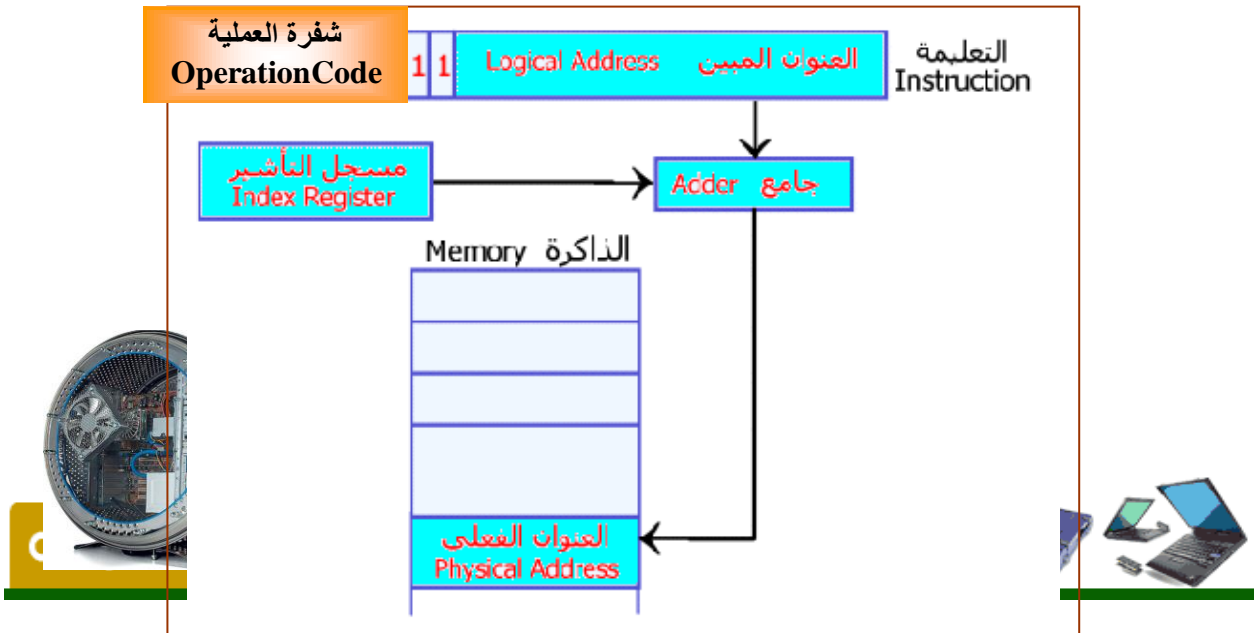 شفرة العملية
OperationCode
1 1 Logical Address العنوان المبين
التعليمة
Instruction
مسجل التأشير
Index Register
Adder جامع
Memory الذاكرة
العنوان الفعلى
Physical Address